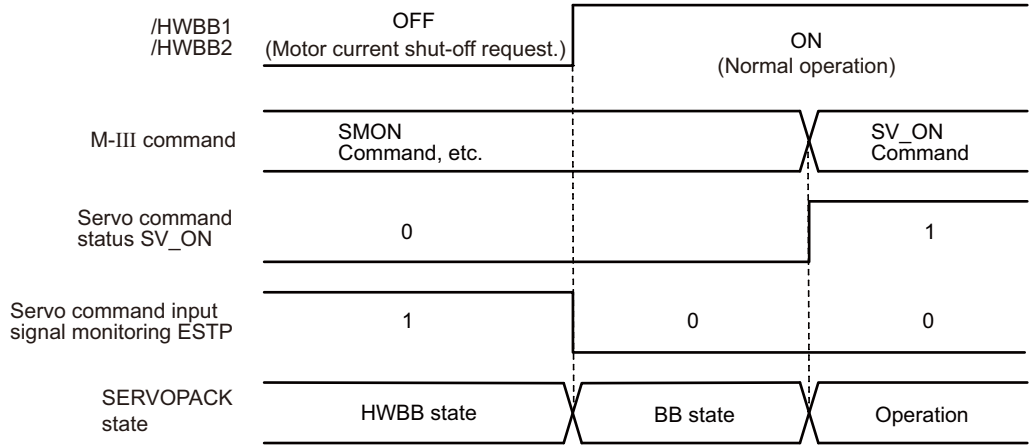 /HWBB1
/HWBB2
OFF
(Motor current shut-off request.)
ON
(Normal operation)
M-III command
SMON
Command, etc.
SV_ON
Command
Servo command
status SV_ON
0
1
Servo command input
signal monitoring ESTP
1
0
0
SERVOPACK
state
HWBB state
BB state
Operation